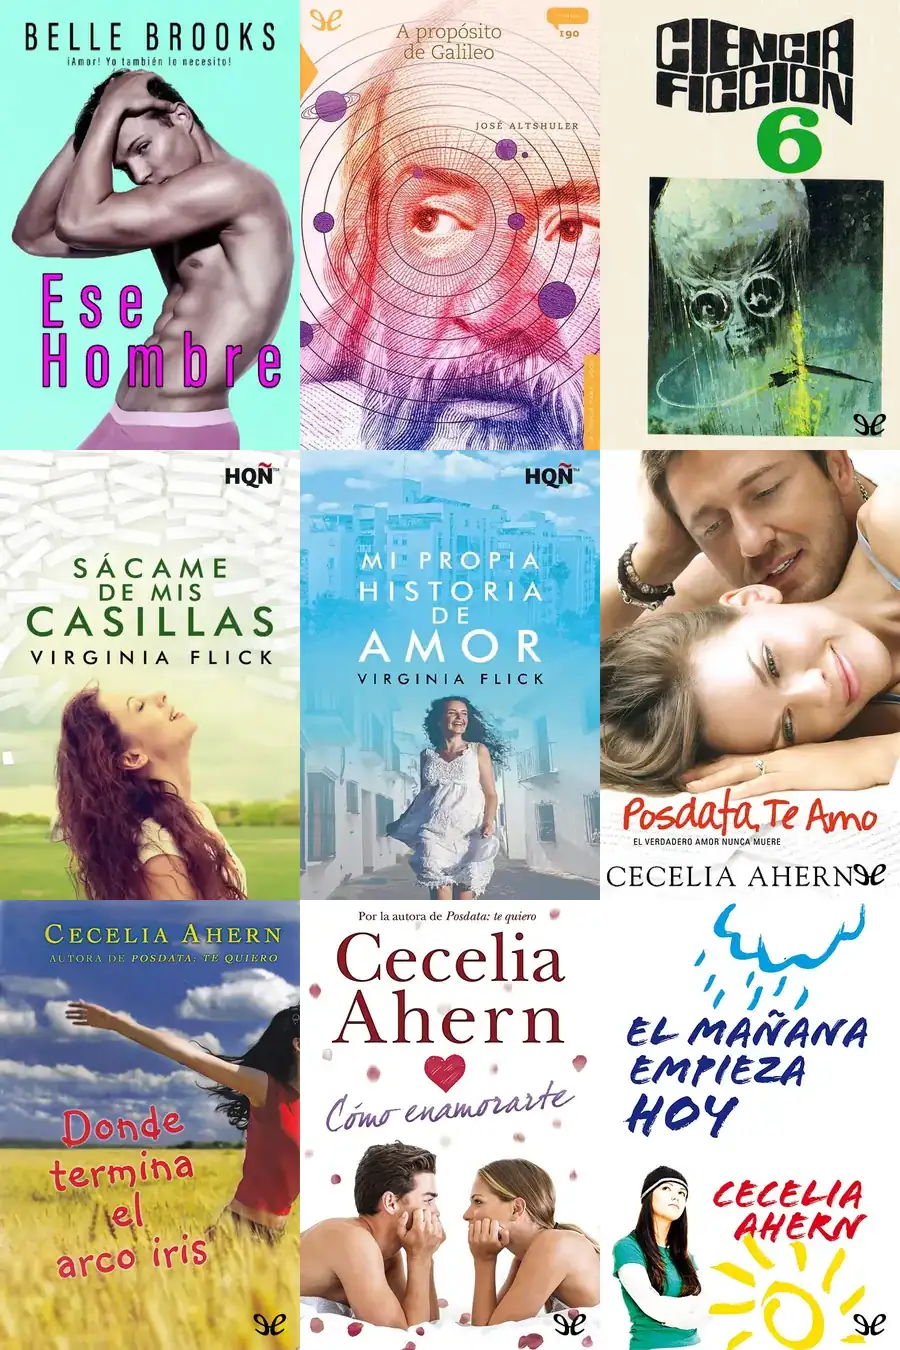 BELLE BROOKS
¡Amor! Yo también lo necesito!
Ese
Hombre
A propósito
de Galileo
190
JOSÉ ALTSHULER
CIENCIA
FICCION
6
HQÑ
SÁCAME
DE MIS
CASILLAS
VIRGINIA FLICK
HQÑ
MI PROPIA
HISTORIA
DE
AMOR
VIRGINIA FLICK
Posdata, Te Amo
EL VERDADERO AMOR NUNCA MUERE
CECELIA AHERN
CECELIA AHERN
AUTORA DE POSDATA: TE QUIERO
Donde
termina
el
arco iris
Por la autora de Posdata: te quiero
Cecelia
Ahern
Cómo enamorarte
EL MAÑANA
EMPIEZA
HOY
CECELIA
AHERN